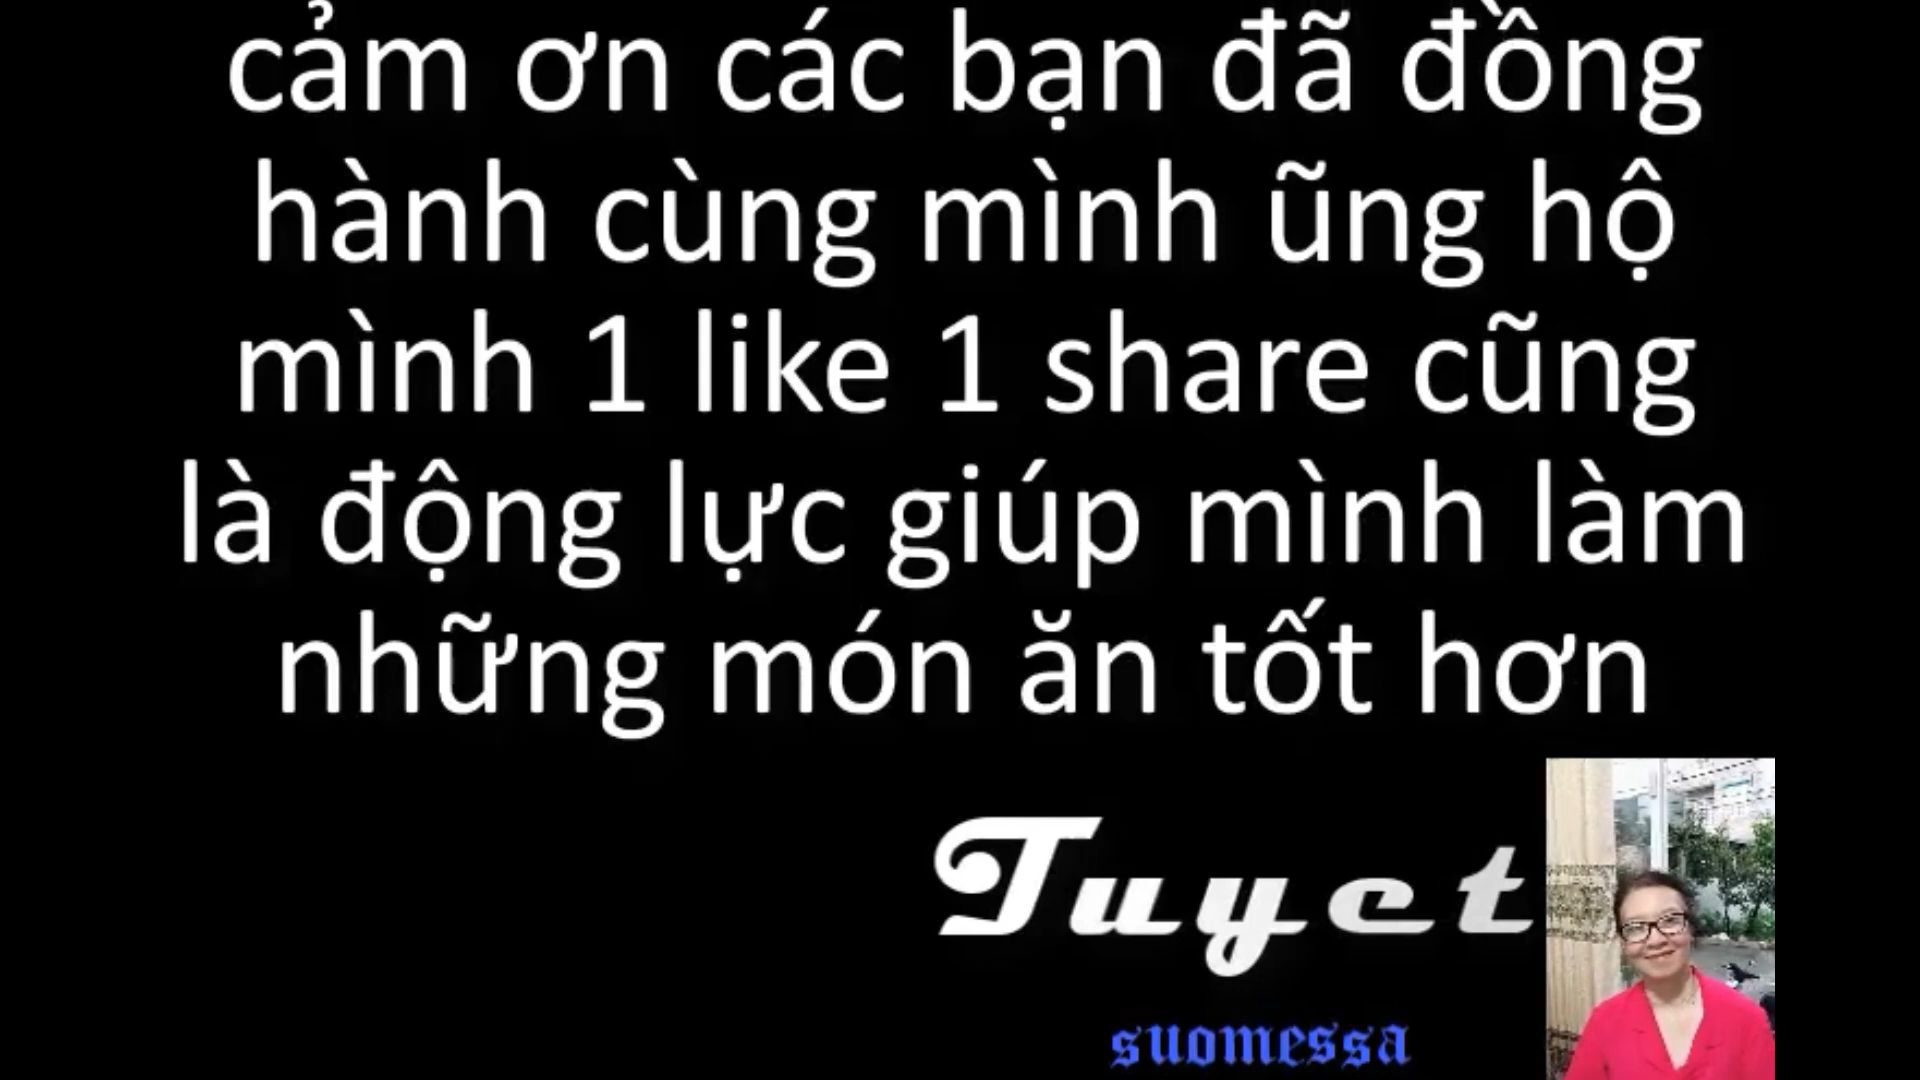 cảm ơn các bạn đã đồng
hành cùng mình ũng hộ
mình 1 like 1 share cũng
là động lực giúp mình làm
những món ăn tốt hơn
Tuyet
suomessa